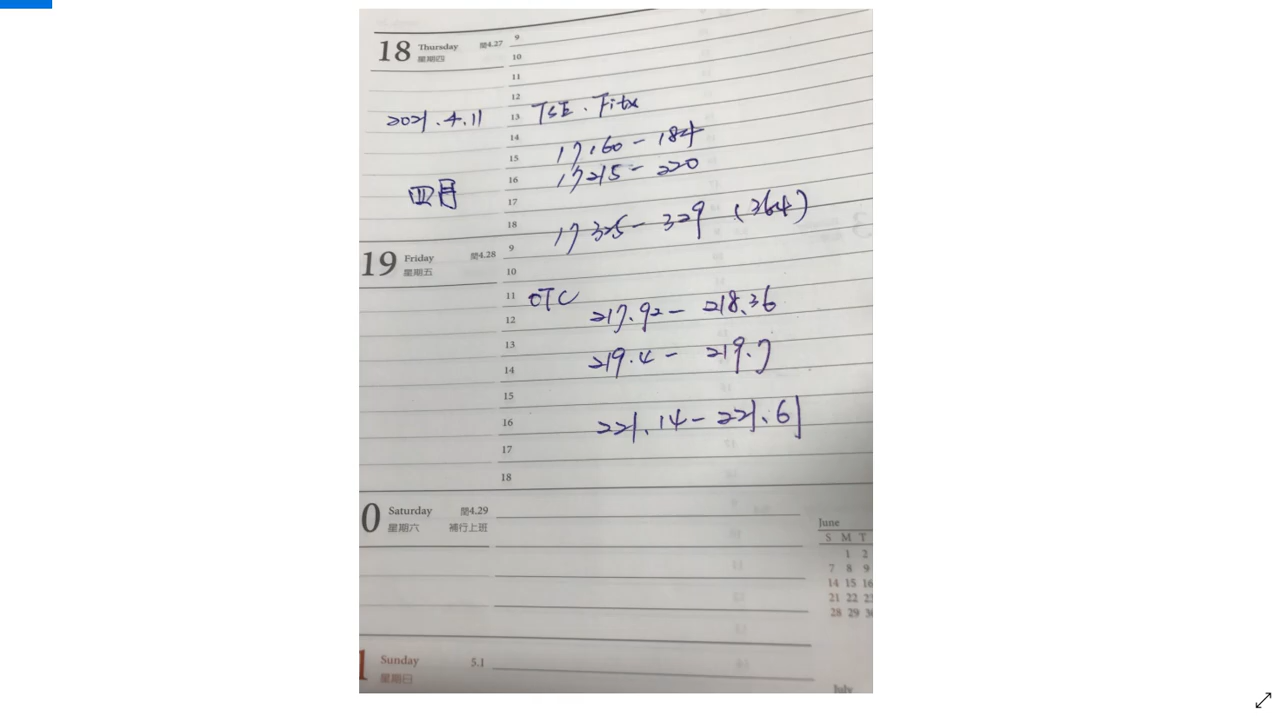 18 Thursday 閏4.27
星期四
9
10
11
12
2021.4.11
13 TSE. Fitx
14
15 17160-184
16 17215-220
四月
17
18 17325-329 (364)
19 Friday 閏4.28
星期五
9
10
11 OTC
12 217.92-218.36
13
14 219.4-219.7
15
16 221.14-221.61
17
18
0 Saturday 閏4.29
星期六 補行上班
June
S M T
1 2
7 8 9
14 15 16
21 22 23
28 29 30
1 Sunday 5.1
星期日
July